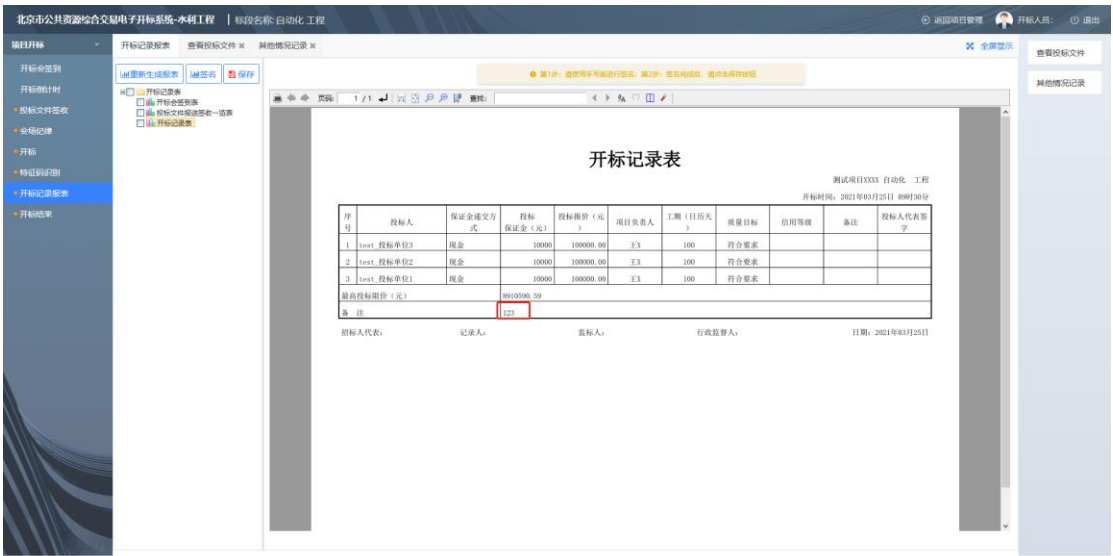 北京市公共资源综合交易电子开标系统-水利工程 | 标段名称:自动化 工程 返回项目管理 开标人员: 退出
项目开标 开标记录报表 查看投标文件 × 其他情况记录 × 全屏显示 查看投标文件
开标会签到 重新生成报表 签名 保存 第1步：请使用手写板进行签名；第2步：签名完成后，请点击保存按钮
其他情况记录
开标倒计时 开标记录表 页码: 1 / 1 查找:
开标会签到表
投标文件签收 投标文件报送签收一览表
开标记录表
会场纪律
开标 开标记录表
特征码识别 测试项目XXXX 自动化 工程
开标记录报表 开标时间：2021年03月25日 09时30分
开标结束
序号 投标人 保证金递交方式 投标保证金（元） 投标报价（元） 项目负责人 工期（日历天） 质量目标 信用等级 备注 投标人代表签字
1 test_投标单位3 现金 10000 100000.00 王X 100 符合要求
2 test_投标单位2 现金 10000 100000.00 王X 100 符合要求
3 test_投标单位1 现金 10000 100000.00 王X 100 符合要求
最高投标限价（元） 8910590.59
备 注 123
招标人代表： 记录人： 监标人： 行政监督人： 日期：2021年03月25日